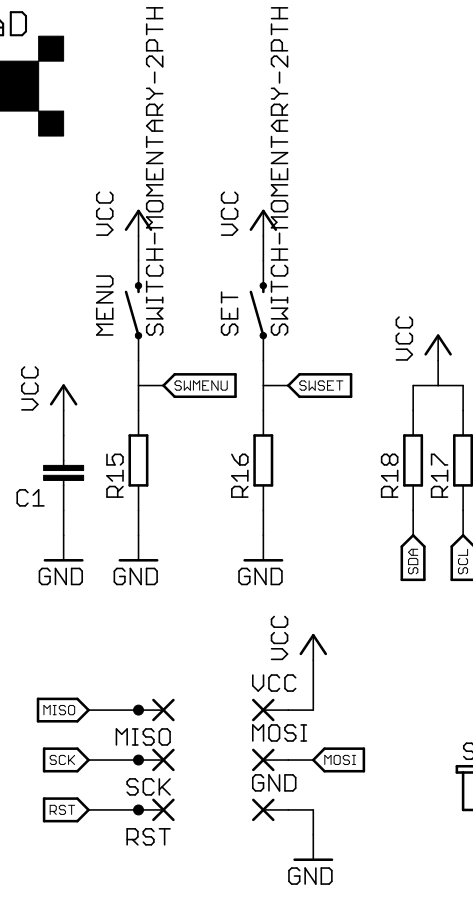 aD
SWITCH-MOMENTARY-2PTH
SWITCH-MOMENTARY-2PTH
VCC
VCC
MENU
SET
VCC
VCC
SWMENU
SWSET
C1
R15
R16
R18
R17
GND
GND
GND
SDA
SCL
VCC
VCC
MISO
MISO
MOSI
SCK
MOSI
SCK
GND
RST
RST
GND
S